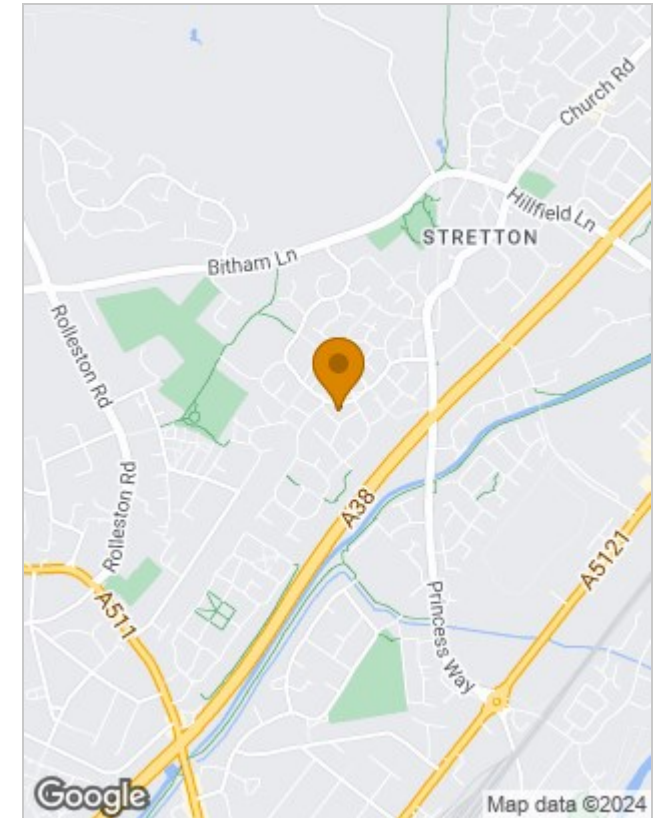 Church Rd
Hillfield Ln
STRETTON
Bitham Ln
Rolleston Rd
Rolleston Rd
A38
A5121
A511
Princess Way
Google
Map data ©2024